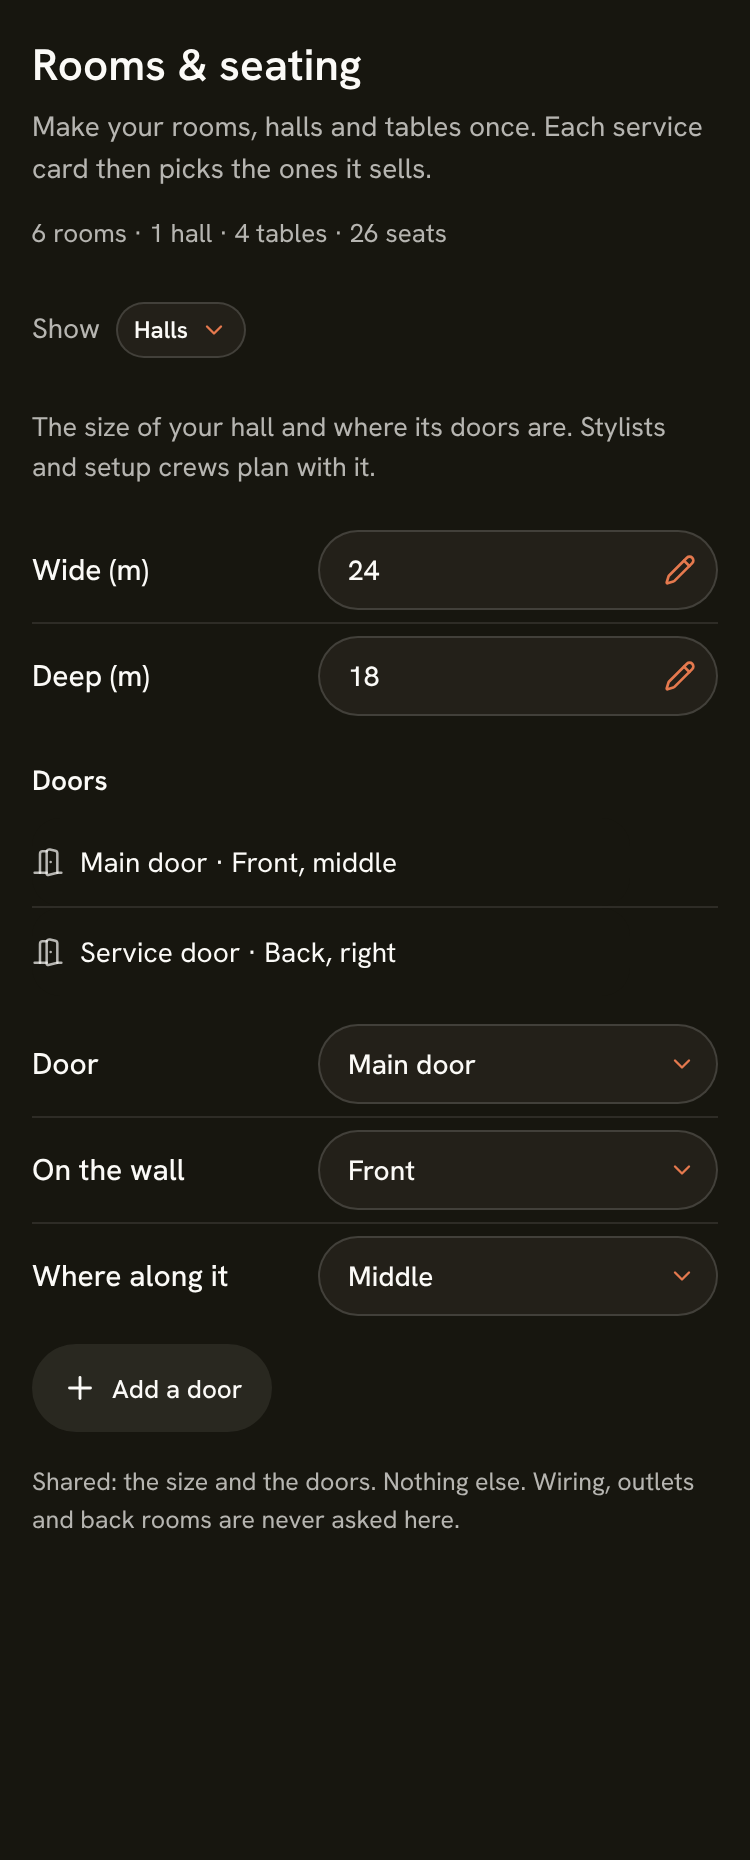 Rooms & seating
Make your rooms, halls and tables once. Each service
card then picks the ones it sells.
6 rooms · 1 hall · 4 tables · 26 seats
Show Halls
The size of your hall and where its doors are. Stylists
and setup crews plan with it.
Wide (m) 24
Deep (m) 18
Doors
Main door · Front, middle
Service door · Back, right
Door Main door
On the wall Front
Where along it Middle
Add a door
Shared: the size and the doors. Nothing else. Wiring, outlets
and back rooms are never asked here.